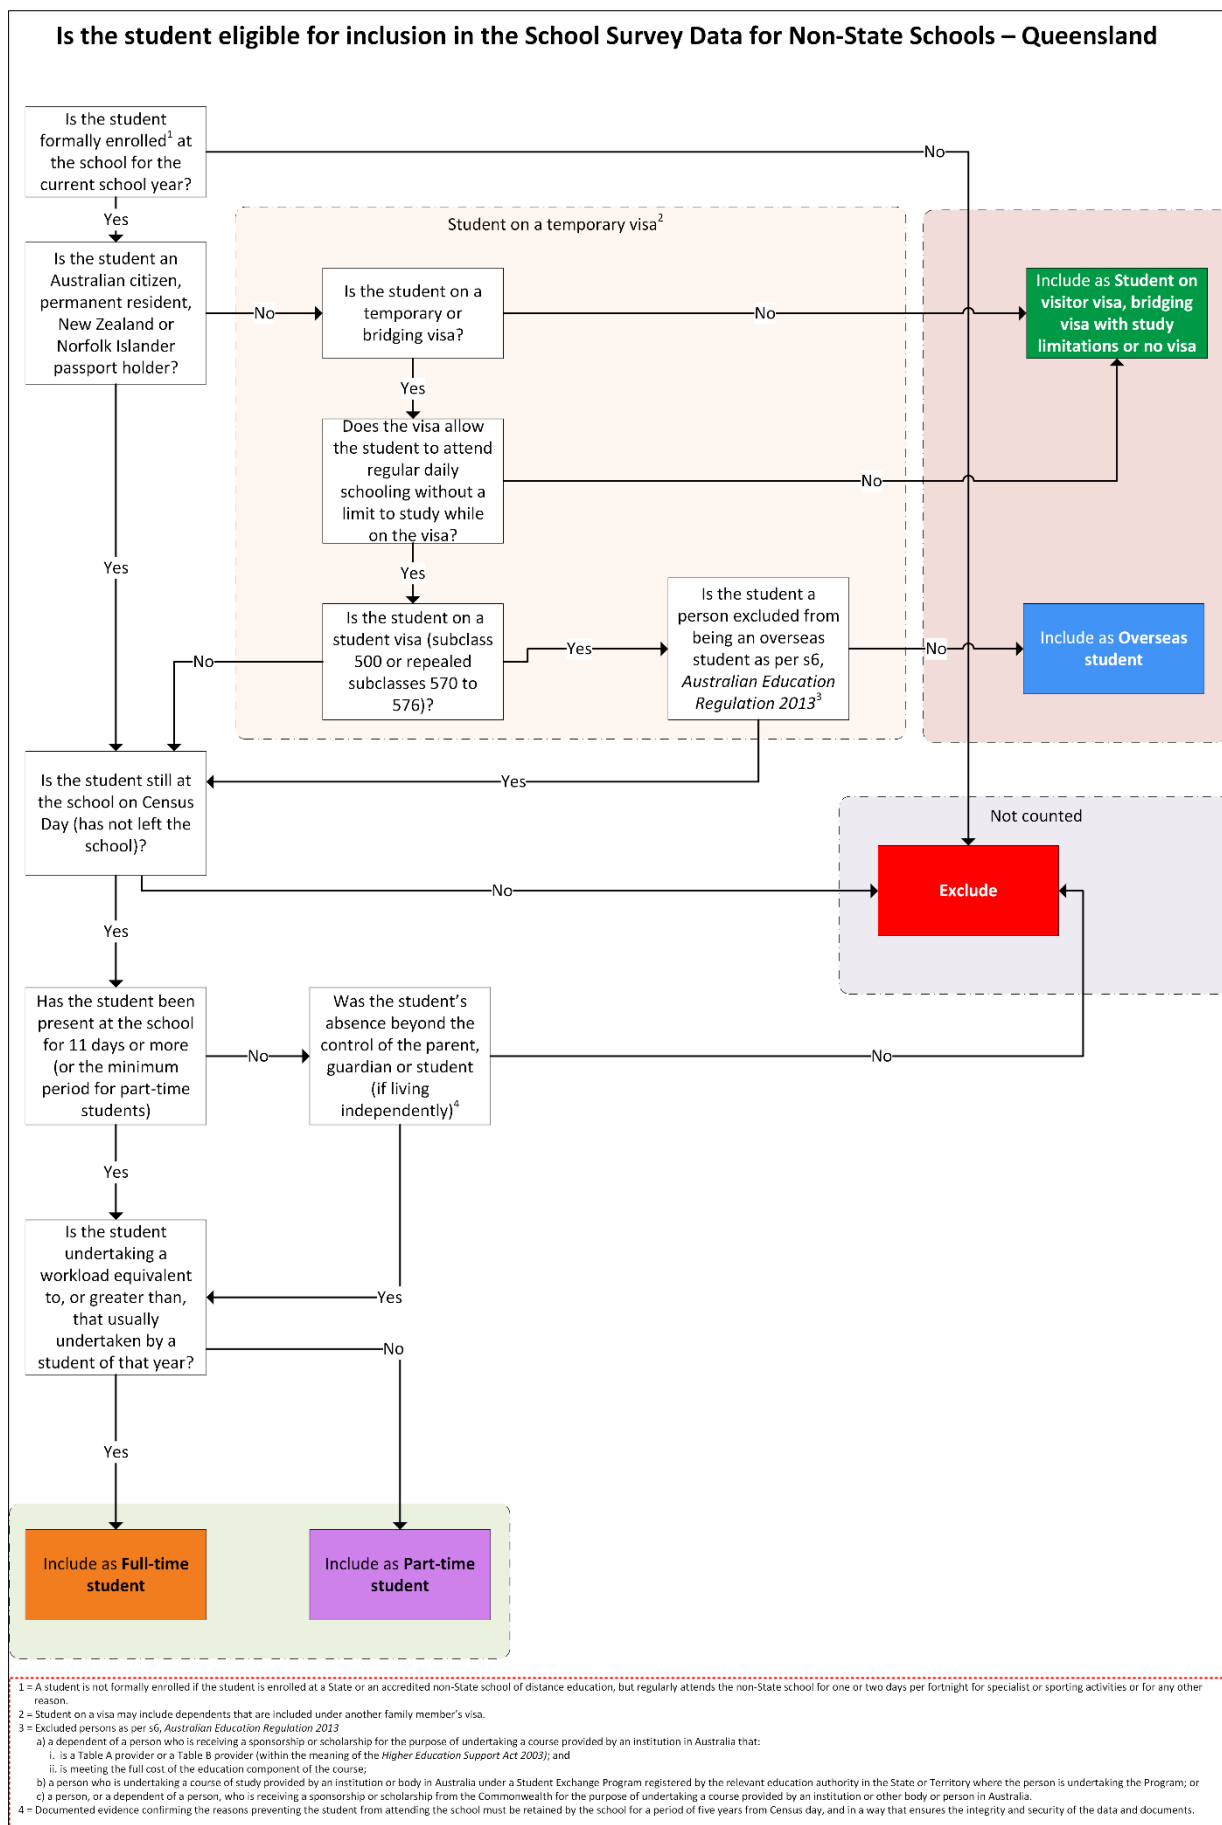 Is the student eligible for inclusion in the School Survey Data for Non-State Schools – Queensland
Is the student
formally enrolled1 at
the school for the
current school year?
No
Yes
Student on a temporary visa2
Is the student an
Australian citizen,
permanent resident,
New Zealand or
Norfolk Islander
passport holder?
No
Is the student on a
temporary or
bridging visa?
No
Include as Student on
visitor visa, bridging
visa with study
limitations or no visa
Yes
Does the visa allow
the student to attend
regular daily
schooling without a
limit to study while
on the visa?
No
Yes
Yes
Is the student on a
student visa (subclass
500 or repealed
subclasses 570 to
576)?
No
Yes
Is the student a
person excluded from
being an overseas
student as per s6,
Australian Education
Regulation 20133
No
Include as Overseas
student
Yes
Is the student still at
the school on Census
Day (has not left the
school)?
Not counted
No
Exclude
Yes
Has the student been
present at the school
for 11 days or more
(or the minimum
period for part-time
students)
No
Was the student’s
absence beyond the
control of the parent,
guardian or student
(if living
independently)4
No
Yes
Yes
Is the student
undertaking a
workload equivalent
to, or greater than,
that usually
undertaken by a
student of that year?
No
Yes
Include as Full-time
student
Include as Part-time
student
1 = A student is not formally enrolled if the student is enrolled at a State or an accredited non-State school of distance education, but regularly attends the non-State school for one or two days per fortnight for specialist or sporting activities or for any other
reason.
2 = Student on a visa may include dependents that are included under another family member’s visa.
3 = Excluded persons as per s6, Australian Education Regulation 2013
a) a dependent of a person who is receiving a sponsorship or scholarship for the purpose of undertaking a course provided by an institution in Australia that:
i. is a Table A provider or a Table B provider (within the meaning of the Higher Education Support Act 2003); and
ii. is meeting the full cost of the education component of the course;
b) a person who is undertaking a course of study provided by an institution or body in Australia under a Student Exchange Program registered by the relevant education authority in the State or Territory where the person is undertaking the Program; or
c) a person, or a dependent of a person, who is receiving a sponsorship or scholarship from the Commonwealth for the purpose of undertaking a course provided by an institution or other body or person in Australia.
4 = Documented evidence confirming the reasons preventing the student from attending the school must be retained by the school for a period of five years from Census day, and in a way that ensures the integrity and security of the data and documents.